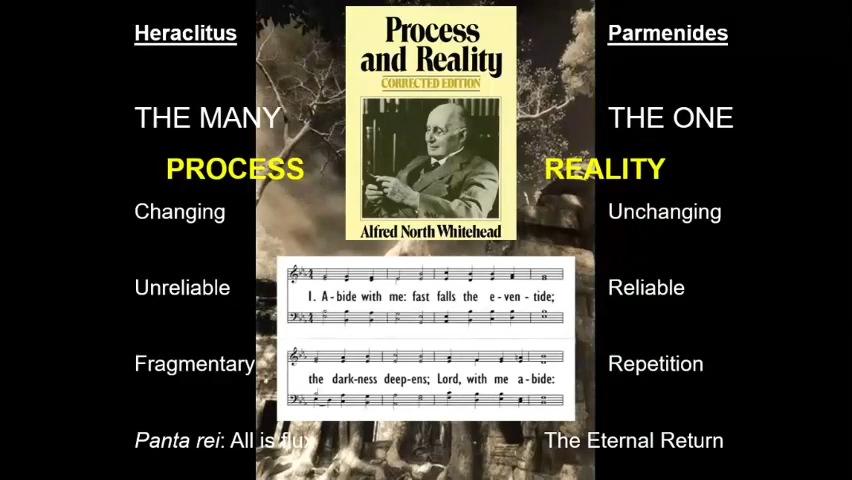 Heraclitus
Parmenides
Process
and Reality
CORRECTED EDITION
Alfred North Whitehead
THE MANY
THE ONE
PROCESS
REALITY
Changing
Unchanging
Unreliable
Reliable
1. A-bide with me: fast falls the e-ven-tide;
the dark-ness deep-ens; Lord, with me a-bide:
Fragmentary
Repetition
Panta rei: All is flux
The Eternal Return